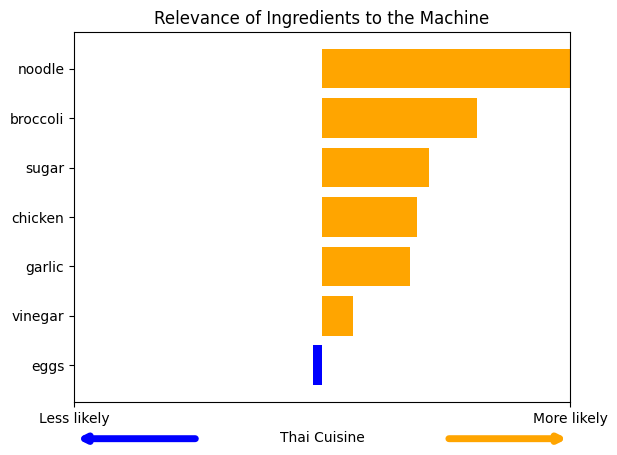 Relevance of Ingredients to the Machine
noodle
broccoli
sugar
chicken
garlic
vinegar
eggs
Less likely
More likely
Thai Cuisine